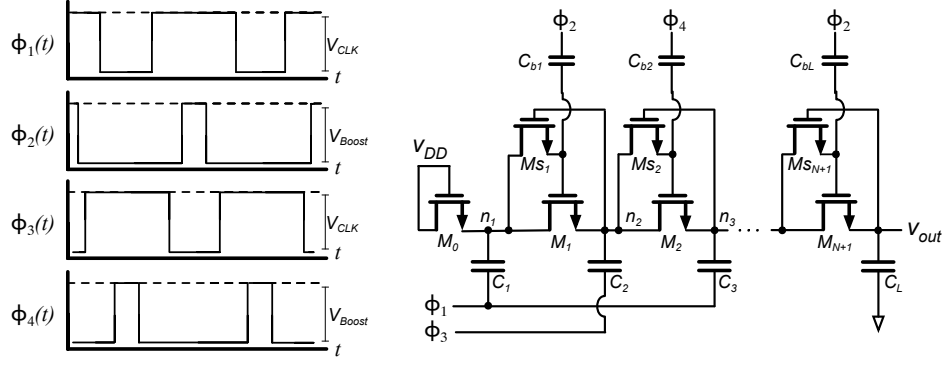 ϕ1(t)
VCLK
t
ϕ2(t)
VBoost
t
ϕ3(t)
VCLK
t
ϕ4(t)
VBoost
t
ϕ2 ϕ4 ϕ2
Cb1 Cb2 CbL
VDD
Ms1 Ms2 MsN+1
n1 n2 n3 ... Vout
M0 M1 M2 MN+1
C1 C2 C3 CL
ϕ1
ϕ3